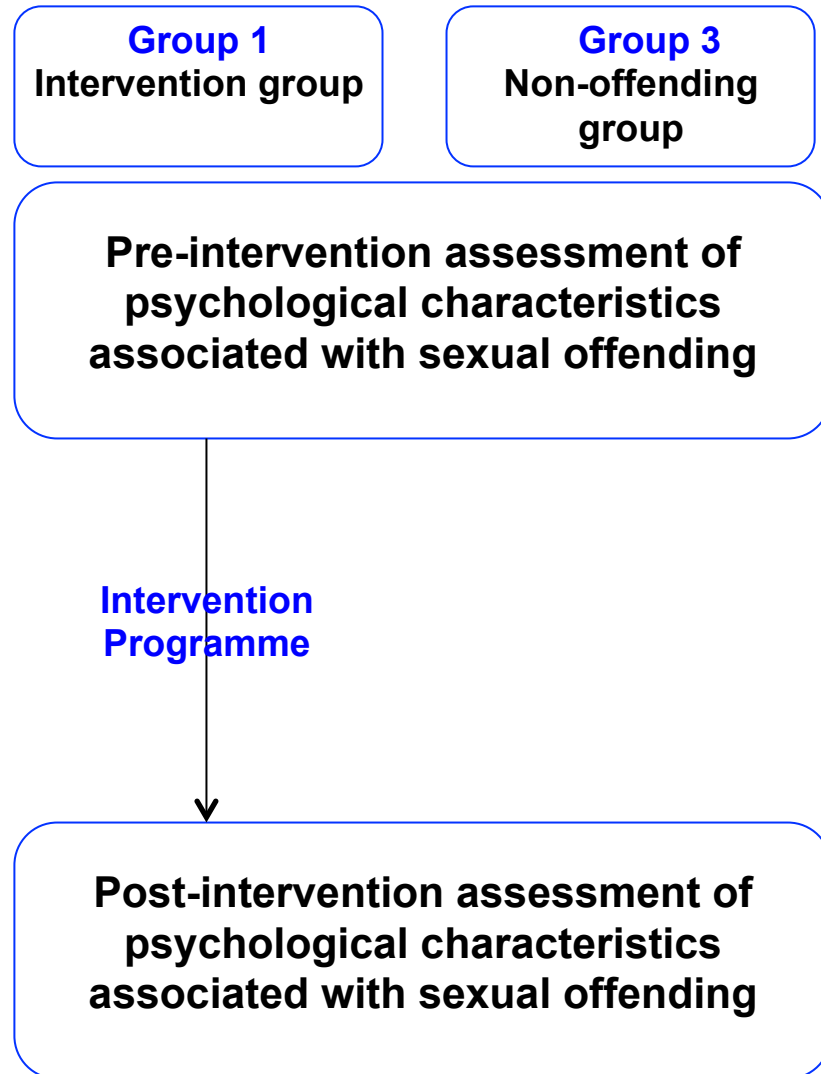 Group 1
Intervention group
Group 3
Non-offending
group
Pre-intervention assessment of
psychological characteristics
associated with sexual offending
Intervention
Programme
Post-intervention assessment of
psychological characteristics
associated with sexual offending